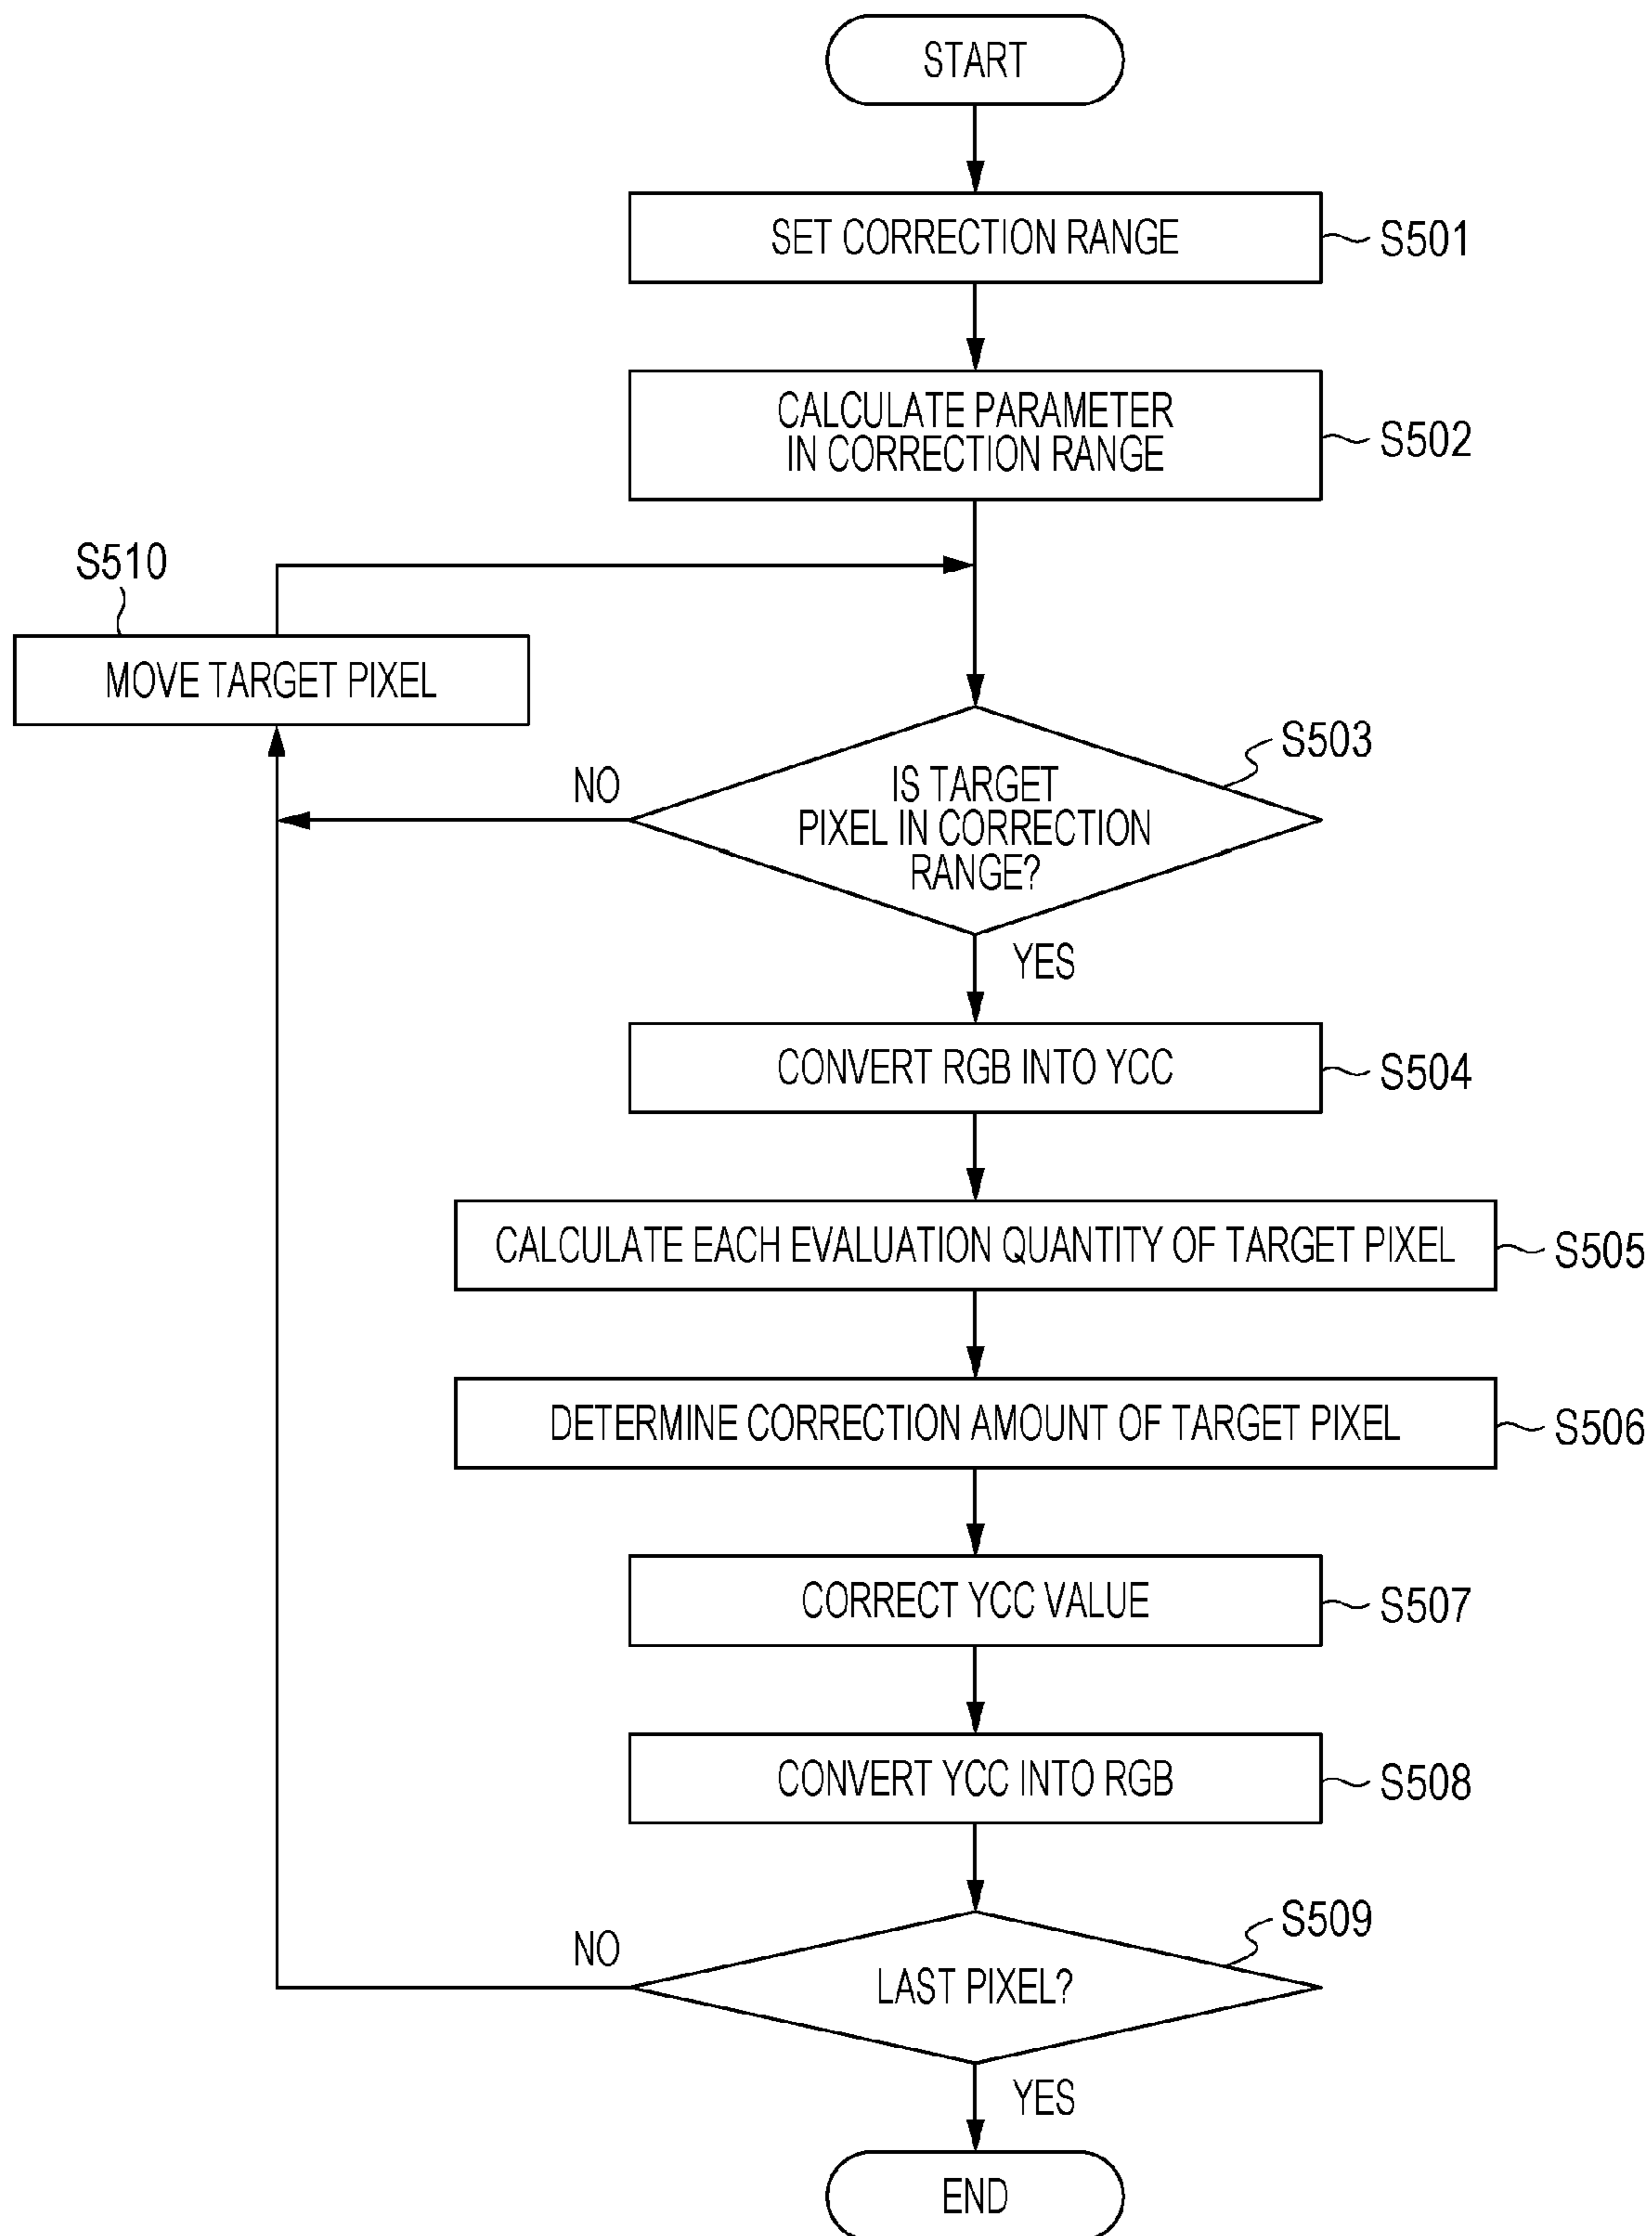 START
SET CORRECTION RANGE
S501
CALCULATE PARAMETER
IN CORRECTION RANGE
S502
S510
MOVE TARGET PIXEL
S503
NO
IS TARGET
PIXEL IN CORRECTION
RANGE?
YES
CONVERT RGB INTO YCC
S504
CALCULATE EACH EVALUATION QUANTITY OF TARGET PIXEL
S505
DETERMINE CORRECTION AMOUNT OF TARGET PIXEL
S506
CORRECT YCC VALUE
S507
CONVERT YCC INTO RGB
S508
S509
NO
LAST PIXEL?
YES
END